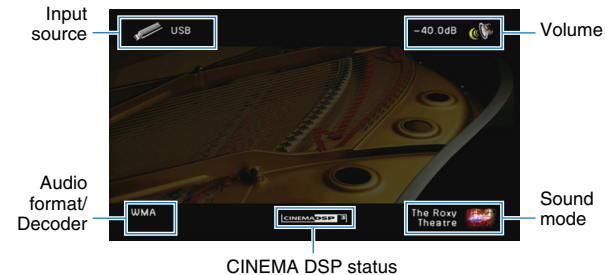 Input
source
USB
-40.0dB
Volume
Audio
format/
Decoder
WMA
CINEMA DSP 3
The Roxy
Theatre
Sound
mode
CINEMA DSP status